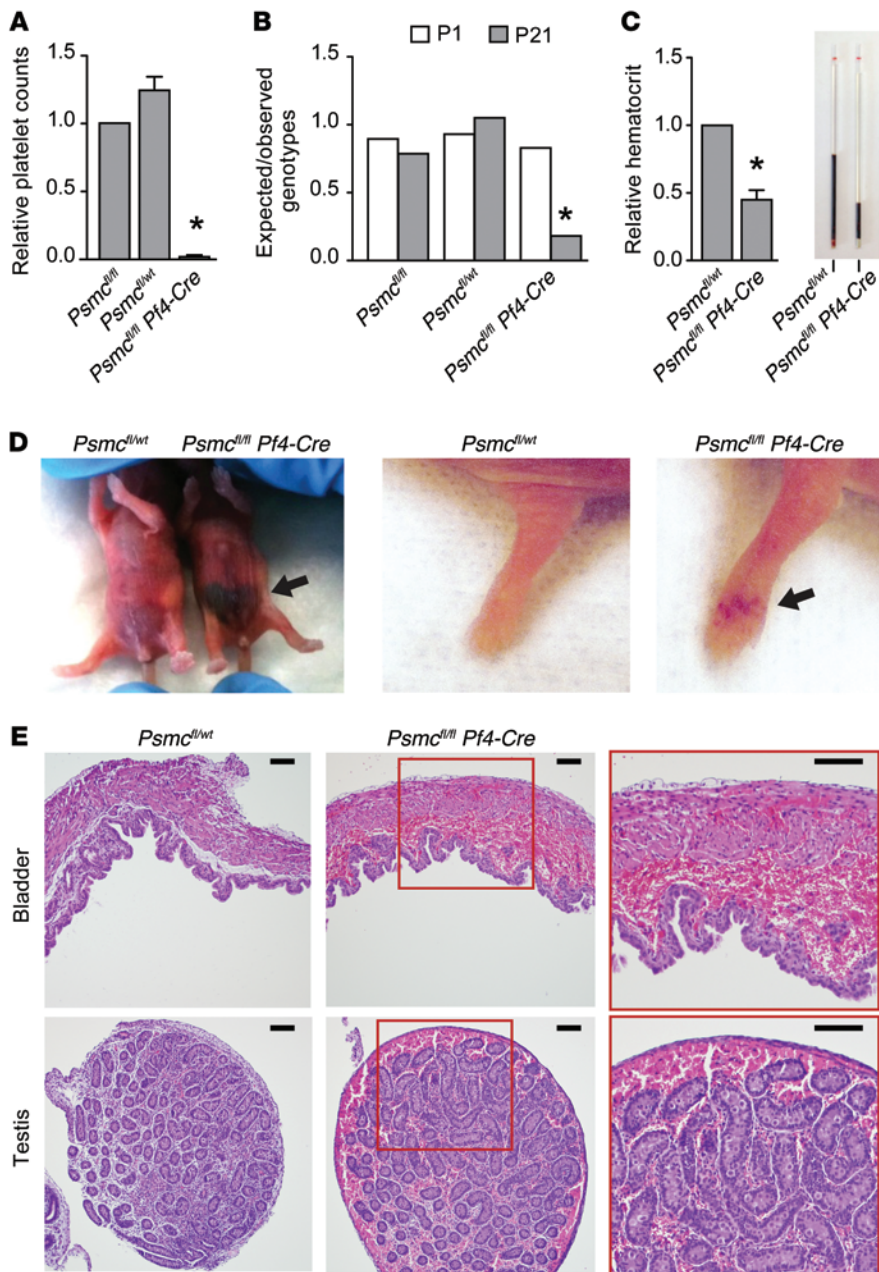 A
Relative platelet counts
1.5
1.0
0.5
0.0
*
Psmc^fl/fl
Psmc^fl/wt
Psmc^fl/fl Pf4-Cre
B
P1
P21
Expected/observed
genotypes
1.5
1.0
0.5
0.0
*
Psmc^fl/fl
Psmc^fl/wt
Psmc^fl/fl Pf4-Cre
C
Relative hematocrit
1.5
1.0
0.5
0.0
*
Psmc^fl/wt
Psmc^fl/fl Pf4-Cre
Psmc^fl/wt
Psmc^fl/fl Pf4-Cre
D
Psmc^fl/wt Psmc^fl/fl Pf4-Cre
Psmc^fl/wt
Psmc^fl/fl Pf4-Cre
E
Psmc^fl/wt
Psmc^fl/fl Pf4-Cre
Bladder
Testis